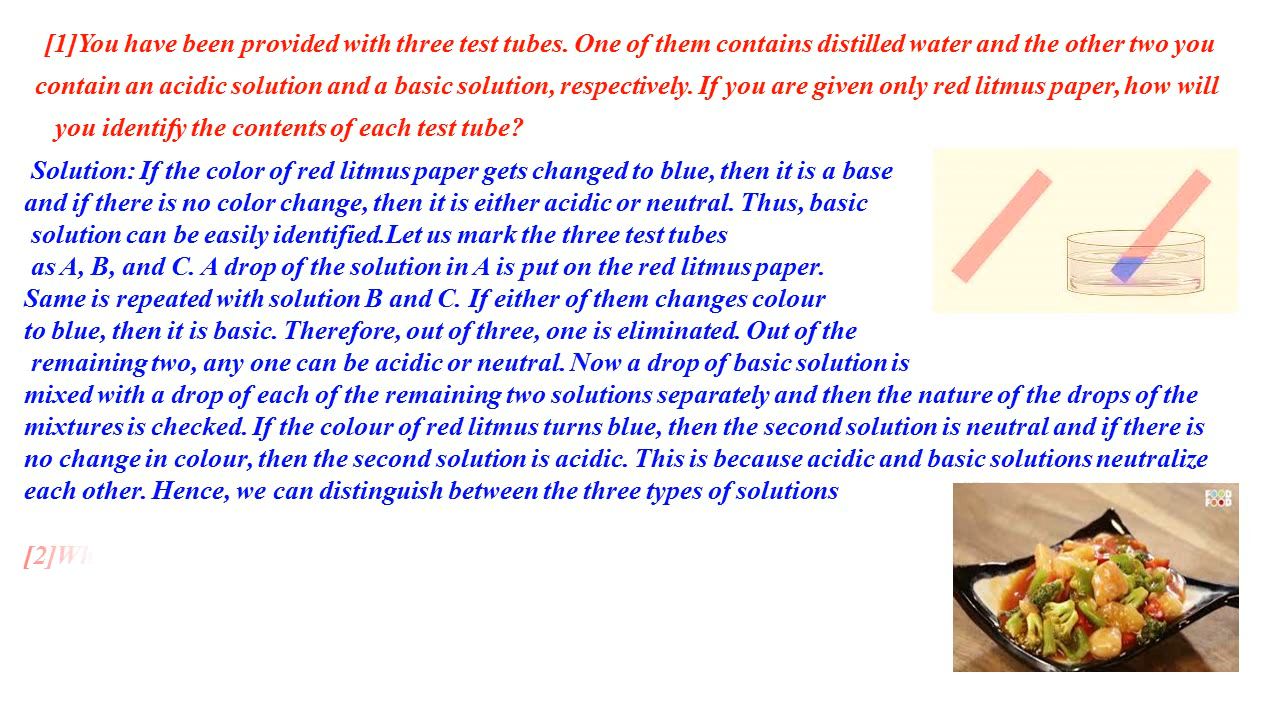 [1]You have been provided with three test tubes. One of them contains distilled water and the other two you
contain an acidic solution and a basic solution, respectively. If you are given only red litmus paper, how will
you identify the contents of each test tube?
Solution: If the color of red litmus paper gets changed to blue, then it is a base
and if there is no color change, then it is either acidic or neutral. Thus, basic
solution can be easily identified.Let us mark the three test tubes
as A, B, and C. A drop of the solution in A is put on the red litmus paper.
Same is repeated with solution B and C. If either of them changes colour
to blue, then it is basic. Therefore, out of three, one is eliminated. Out of the
remaining two, any one can be acidic or neutral. Now a drop of basic solution is
mixed with a drop of each of the remaining two solutions separately and then the nature of the drops of the
mixtures is checked. If the colour of red litmus turns blue, then the second solution is neutral and if there is
no change in colour, then the second solution is acidic. This is because acidic and basic solutions neutralize
each other. Hence, we can distinguish between the three types of solutions
FOOD
FOOD
[2]